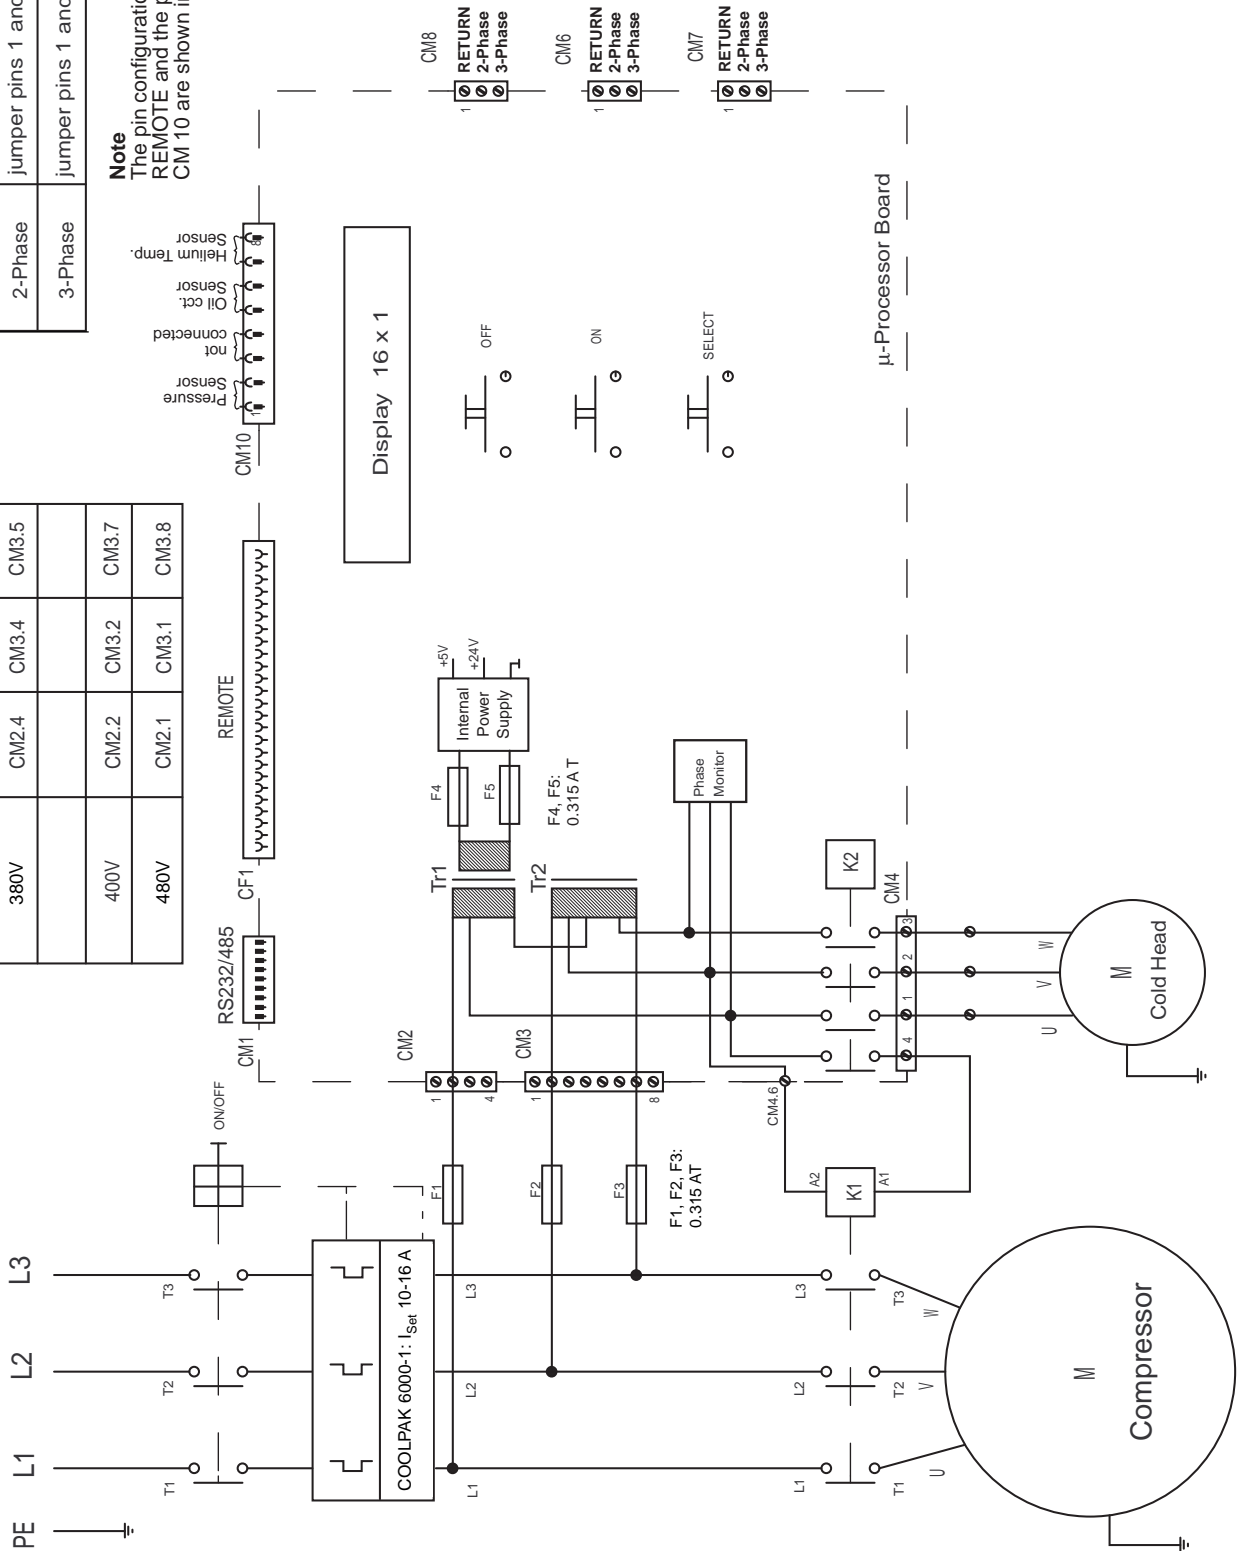 2-Phase
jumper pins 1 and
3-Phase
jumper pins 1 and
Note
The pin configuratio
REMOTE and the p
CM 10 are shown in
380V
CM2.4
CM3.4
CM3.5
400V
CM2.2
CM3.2
CM3.7
480V
CM2.1
CM3.1
CM3.8
CM8
1
RETURN
2-Phase
3-Phase
CM6
1
RETURN
2-Phase
3-Phase
CM7
1
RETURN
2-Phase
3-Phase
CM10
1
8
Pressure
Sensor
not
connected
Oil cct.
Sensor
Helium Temp.
Sensor
REMOTE
CF1
RS232/485
CM1
Display 16 x 1
OFF
ON
SELECT
µ-Processor Board
Internal
Power
Supply
+5V
+24V
F4
F5
F4, F5:
0.315 A T
Tr1
Tr2
Phase
Monitor
K2
CM4
4
1
2
3
CM4.6
U
V
W
M
Cold Head
CM2
1
4
CM3
1
8
ON/OFF
F1
F2
F3
F1, F2, F3:
0.315 AT
A2
K1
A1
PE
L1
L2
L3
T1
T2
T3
COOLPAK 6000-1: ISet 10-16 A
L1
L2
L3
L1
L2
L3
T1
T2
T3
U
V
W
M
Compressor